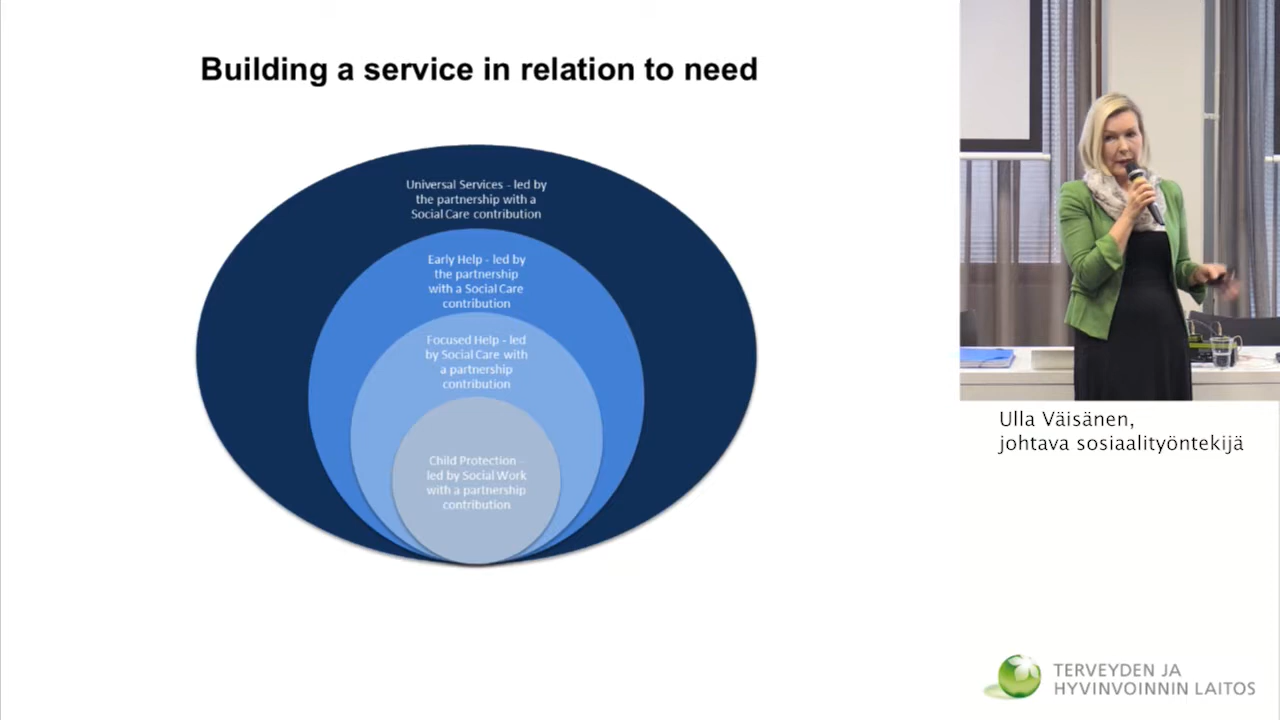 Building a service in relation to need
Universal Services - led by
the partnership with a
Social Care contribution
Early Help - led by
the partnership
with a Social Care
contribution
Focused Help - led
by Social Care with
a partnership
contribution
Child Protection -
led by Social Work
with a partnership
contribution
Ulla Väisänen,
johtava sosiaalityöntekijä
TERVEYDEN JA
HYVINVOINNIN LAITOS